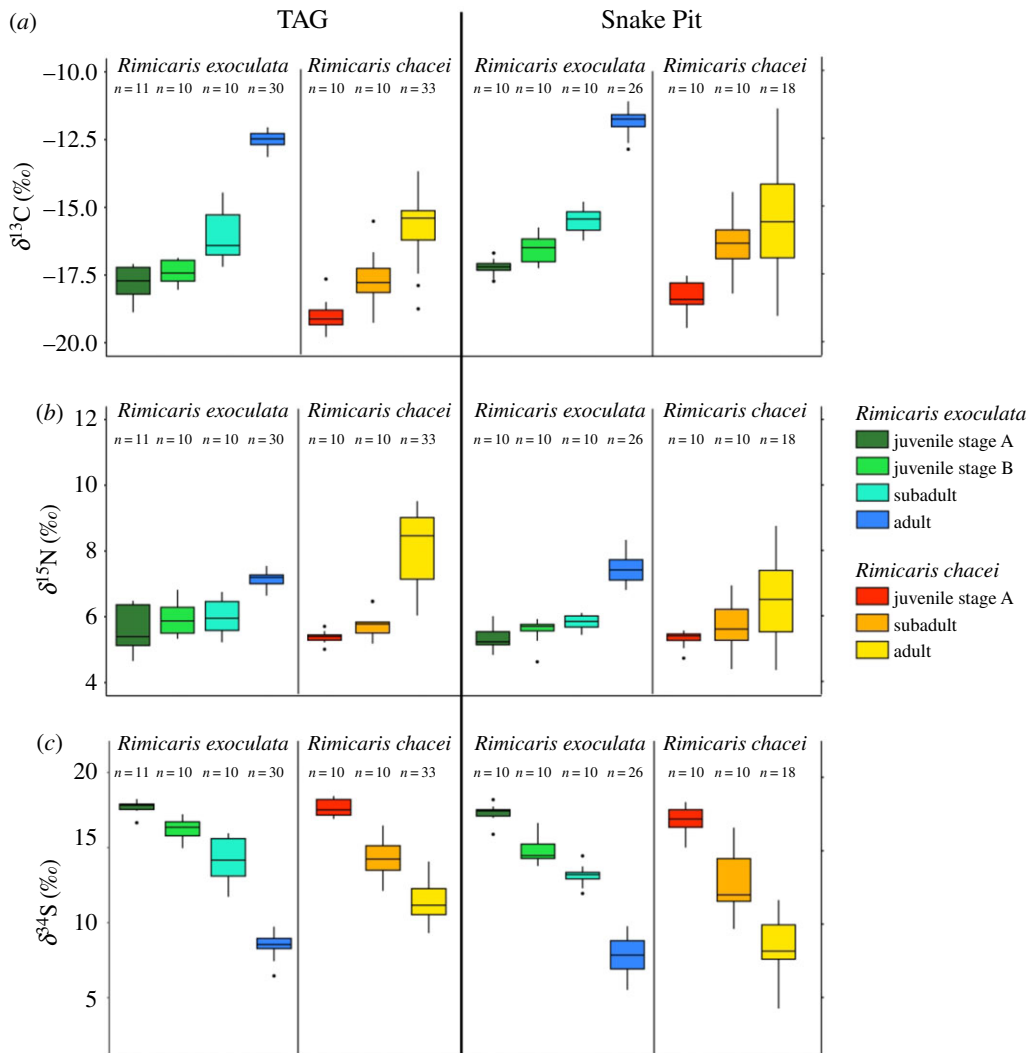 (a) TAG Snake Pit
Rimicaris exoculata Rimicaris chacei Rimicaris exoculata Rimicaris chacei
n = 11 n = 10 n = 10 n = 30 n = 10 n = 10 n = 33 n = 10 n = 10 n = 10 n = 26 n = 10 n = 10 n = 18
δ13C (‰)
–10.0
–12.5
–15.0
–17.5
–20.0
(b)
Rimicaris exoculata Rimicaris chacei Rimicaris exoculata Rimicaris chacei
n = 11 n = 10 n = 10 n = 30 n = 10 n = 10 n = 33 n = 10 n = 10 n = 10 n = 26 n = 10 n = 10 n = 18
δ15N (‰)
12
10
8
6
4
Rimicaris exoculata
juvenile stage A
juvenile stage B
subadult
adult
Rimicaris chacei
juvenile stage A
subadult
adult
(c)
Rimicaris exoculata Rimicaris chacei Rimicaris exoculata Rimicaris chacei
n = 11 n = 10 n = 10 n = 30 n = 10 n = 10 n = 33 n = 10 n = 10 n = 10 n = 26 n = 10 n = 10 n = 18
δ34S (‰)
20
15
10
5